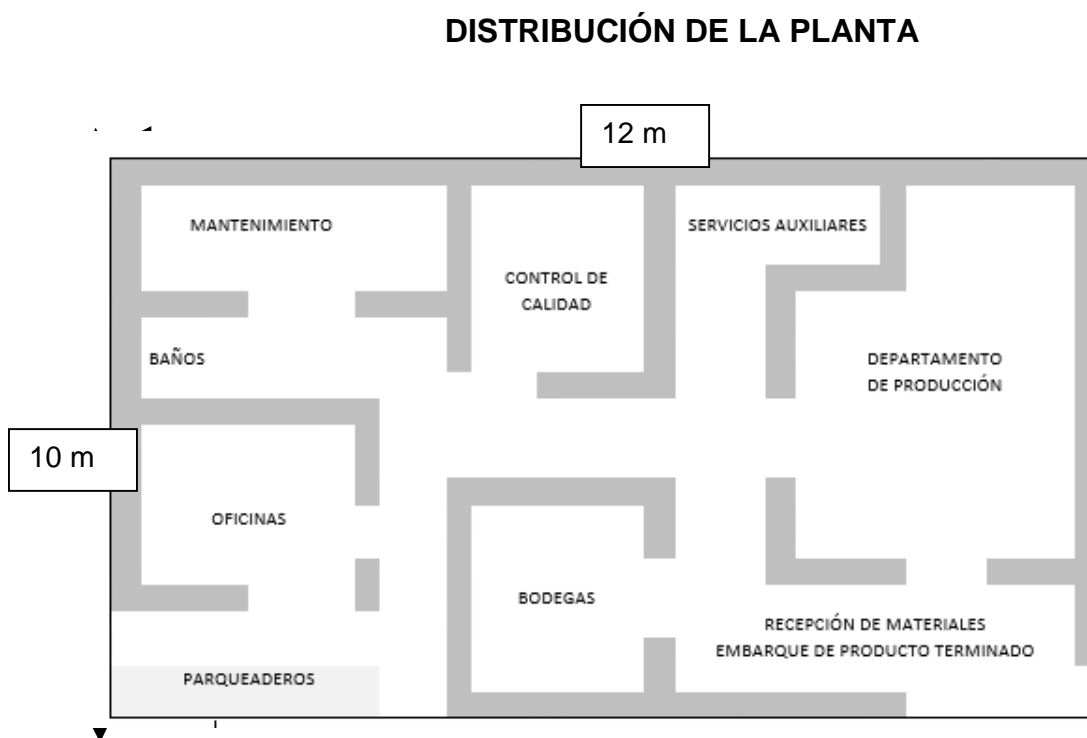 DISTRIBUCIÓN DE LA PLANTA
12 m
MANTENIMIENTO
SERVICIOS AUXILIARES
CONTROL DE
CALIDAD
BAÑOS
DEPARTAMENTO
DE PRODUCCIÓN
10 m
OFICINAS
BODEGAS
RECEPCIÓN DE MATERIALES
EMBARQUE DE PRODUCTO TERMINADO
PARQUEADEROS